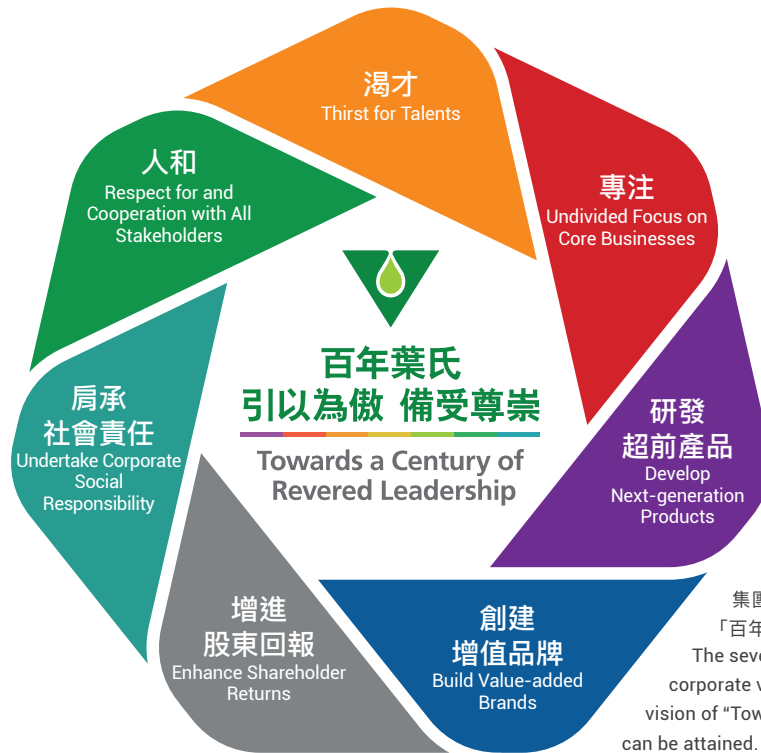 渴才
Thirst for Talents
人和
Respect for and
Cooperation with All
Stakeholders
專注
Undivided Focus on
Core Businesses
百年葉氏
引以為傲 備受尊崇
Towards a Century of
Revered Leadership
肩承
社會責任
Undertake Corporate
Social
Responsibility
研發
超前產品
Develop
Next-generation
Products
增進
股東回報
Enhance Shareholder
Returns
創建
增值品牌
Build Value-added
Brands
集團
「百年
The seve
corporate v
vision of “Tow
can be attained.